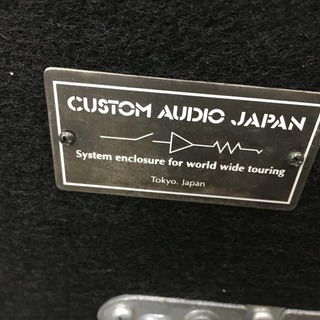 CUSTOM AUDIO JAPAN
System enclosure for world wide touring
Tokyo. Japan